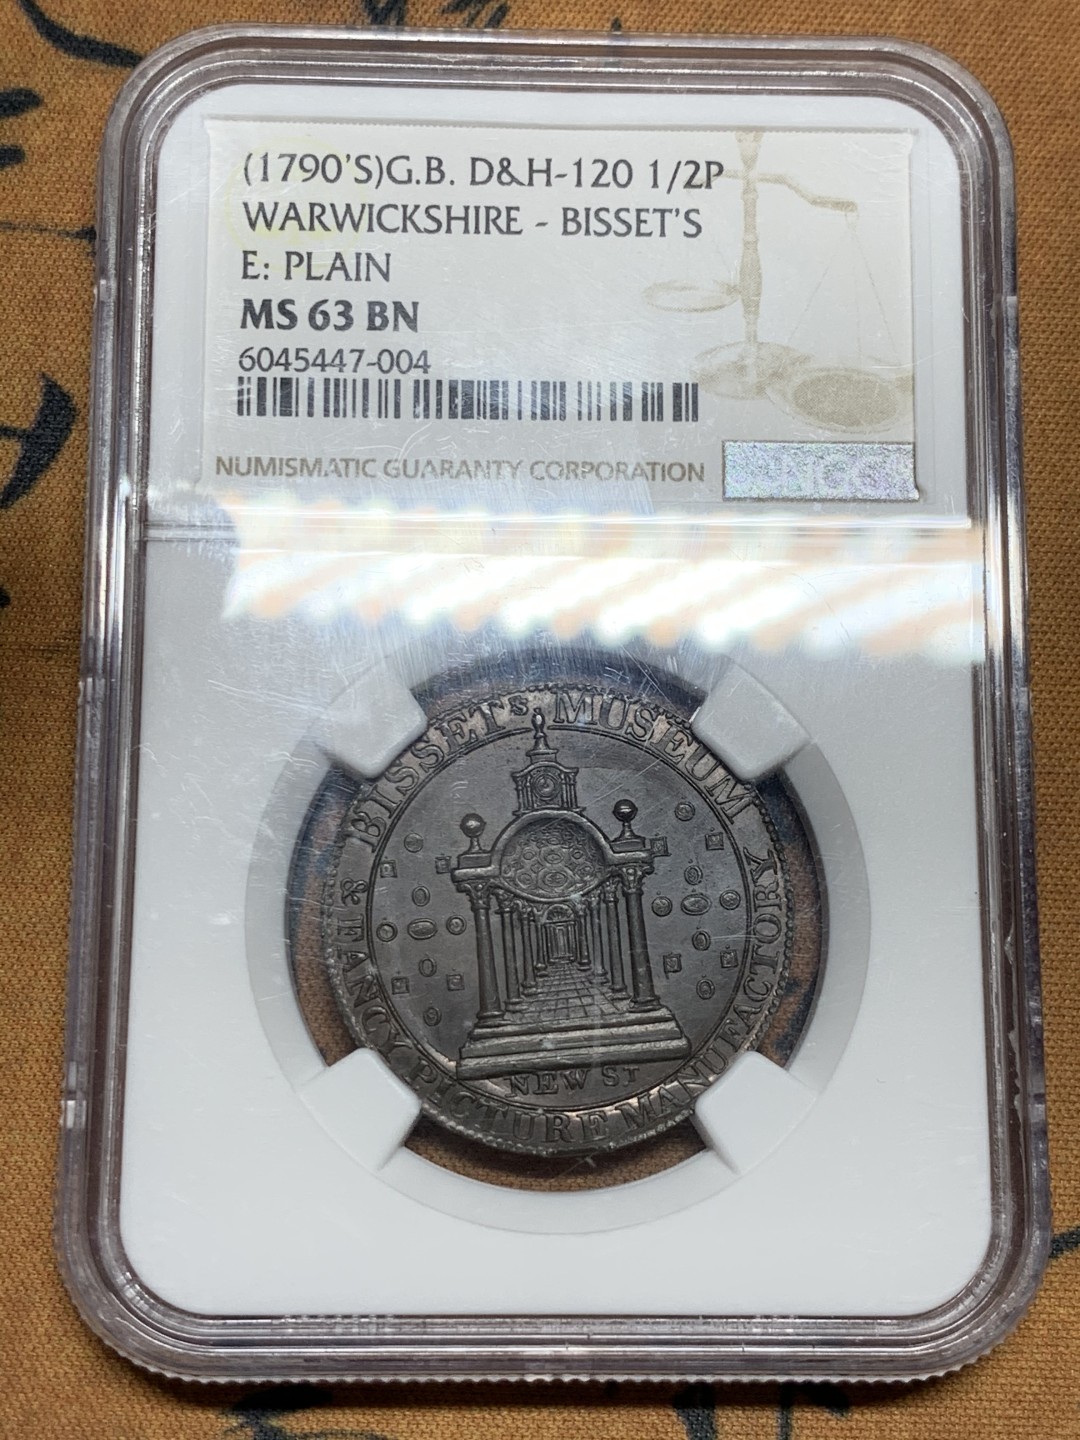 (1790'S)G.B. D&H-120 1/2P
WARWICKSHIRE - BISSET'S
E: PLAIN
MS 63 BN
6045447-004
NUMISMATIC GUARANTY CORPORATION
NGC
BISSETs MUSEUM
& FANCY PICTURE MANUFACTORY
NEW ST